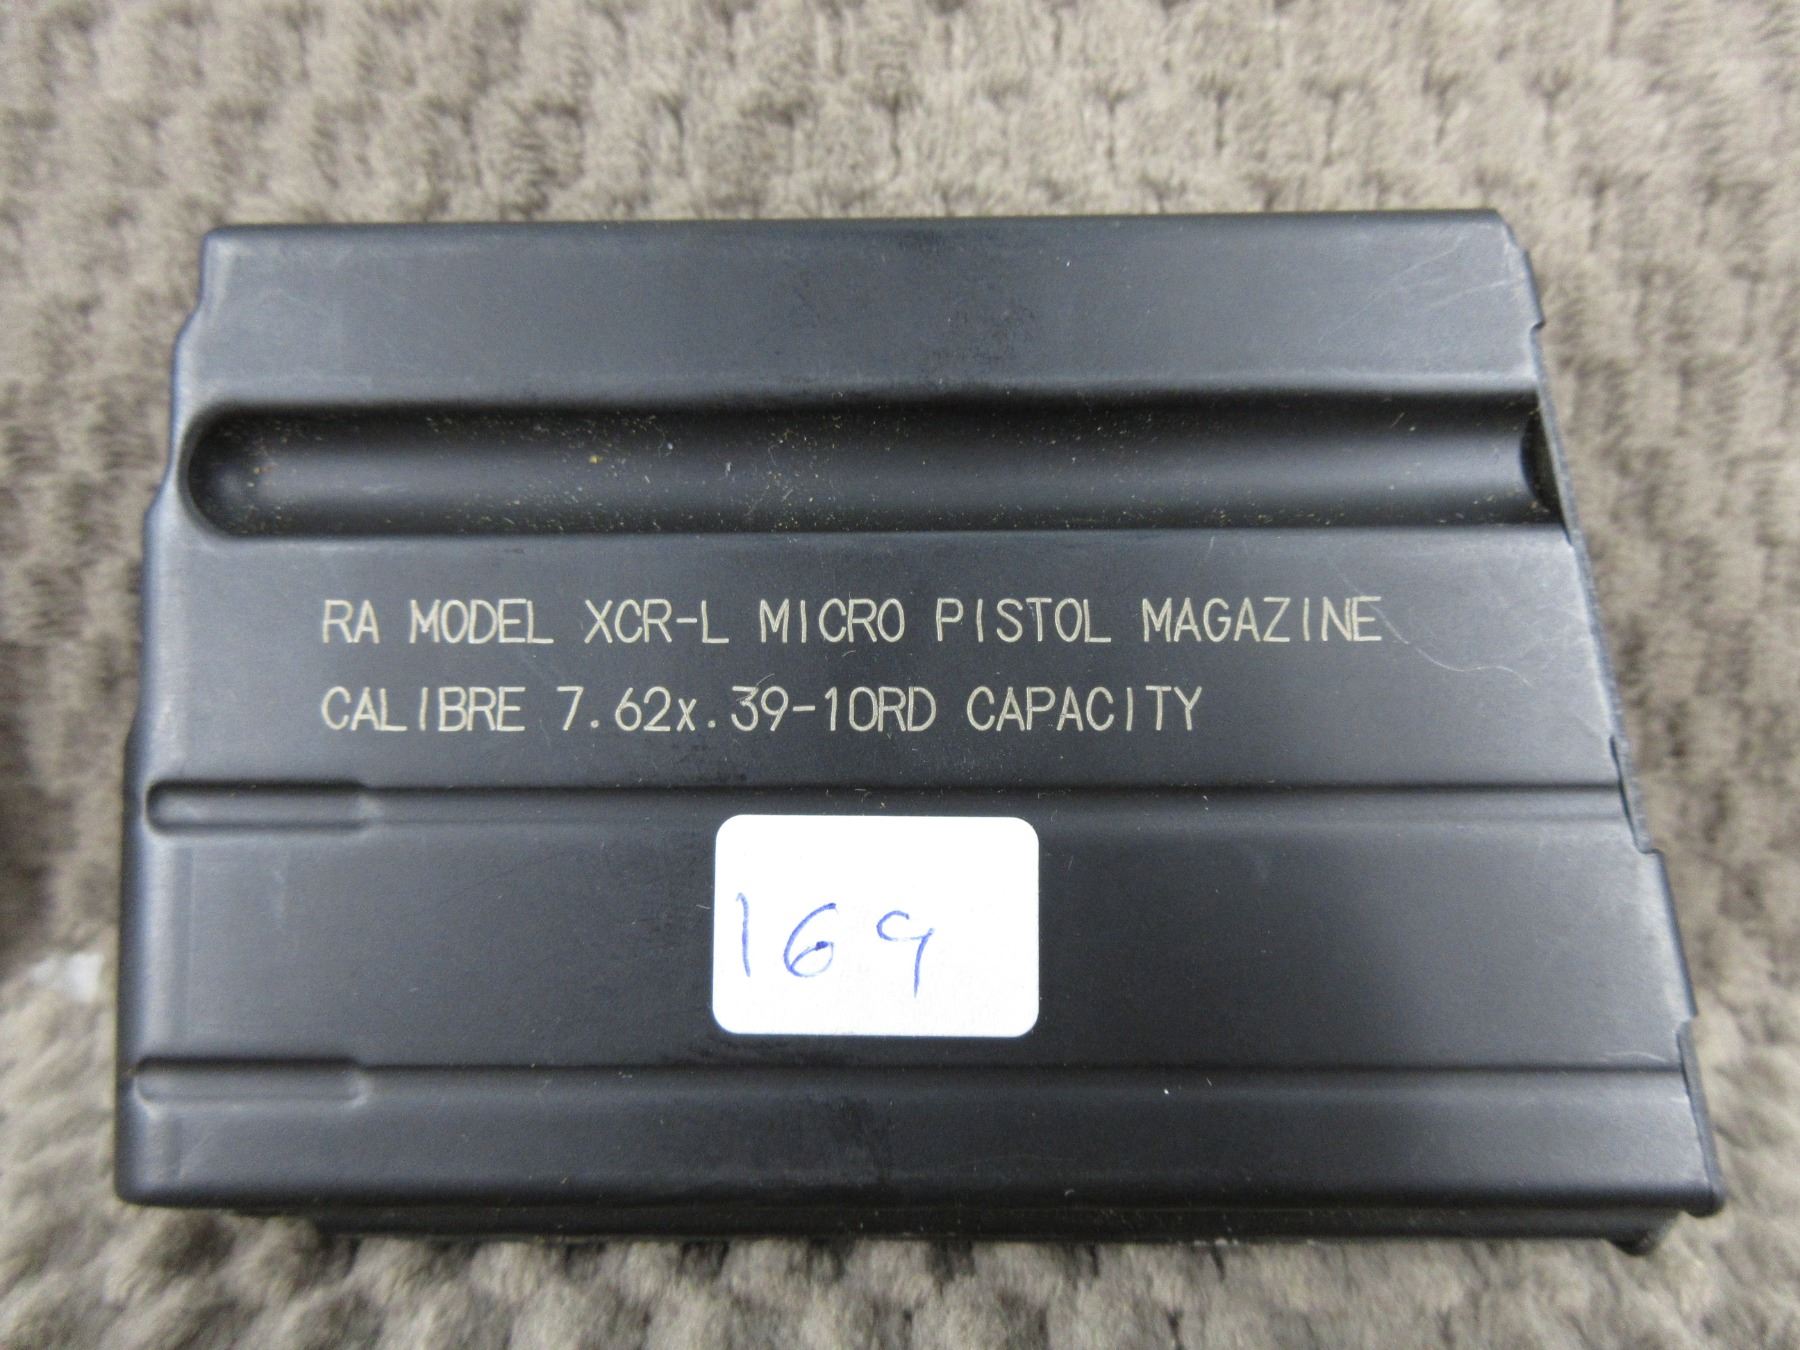 RA MODEL XCR-L MICRO PISTOL MAGAZINE
CALIBRE 7.62x.39-10RD CAPACITY
169